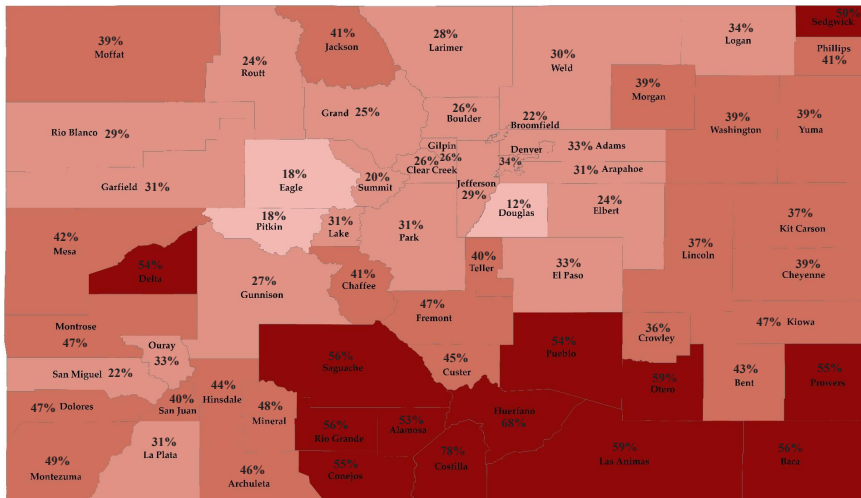 50%
Sedgwick
39%
Moffat
24%
Routt
41%
Jackson
28%
Larimer
30%
Weld
34%
Logan
Phillips
41%
39%
Morgan
39%
Washington
39%
Yuma
Rio Blanco 29%
Grand 25%
26%
Boulder
22%
Broomfield
Gilpin
26%
26%
Clear Creek
Denver
34%
33% Adams
31% Arapahoe
Garfield 31%
18%
Eagle
20%
Summit
Jefferson
29%
12%
Douglas
24%
Elbert
18%
Pitkin
31%
Lake
31%
Park
42%
Mesa
54%
Delta
27%
Gunnison
41%
Chaffee
40%
Teller
33%
El Paso
37%
Lincoln
37%
Kit Carson
39%
Cheyenne
47%
Fremont
Montrose
47%
Ouray
33%
San Miguel 22%
56%
Saguache
45%
Custer
54%
Pueblo
36%
Crowley
47% Kiowa
59%
Otero
43%
Bent
55%
Prowers
47% Dolores
40%
San Juan
44%
Hinsdale
48%
Mineral
56%
Rio Grande
53%
Alamosa
Huerfano
68%
49%
Montezuma
31%
La Plata
46%
Archuleta
55%
Conejos
78%
Costilla
59%
Las Animas
56%
Baca